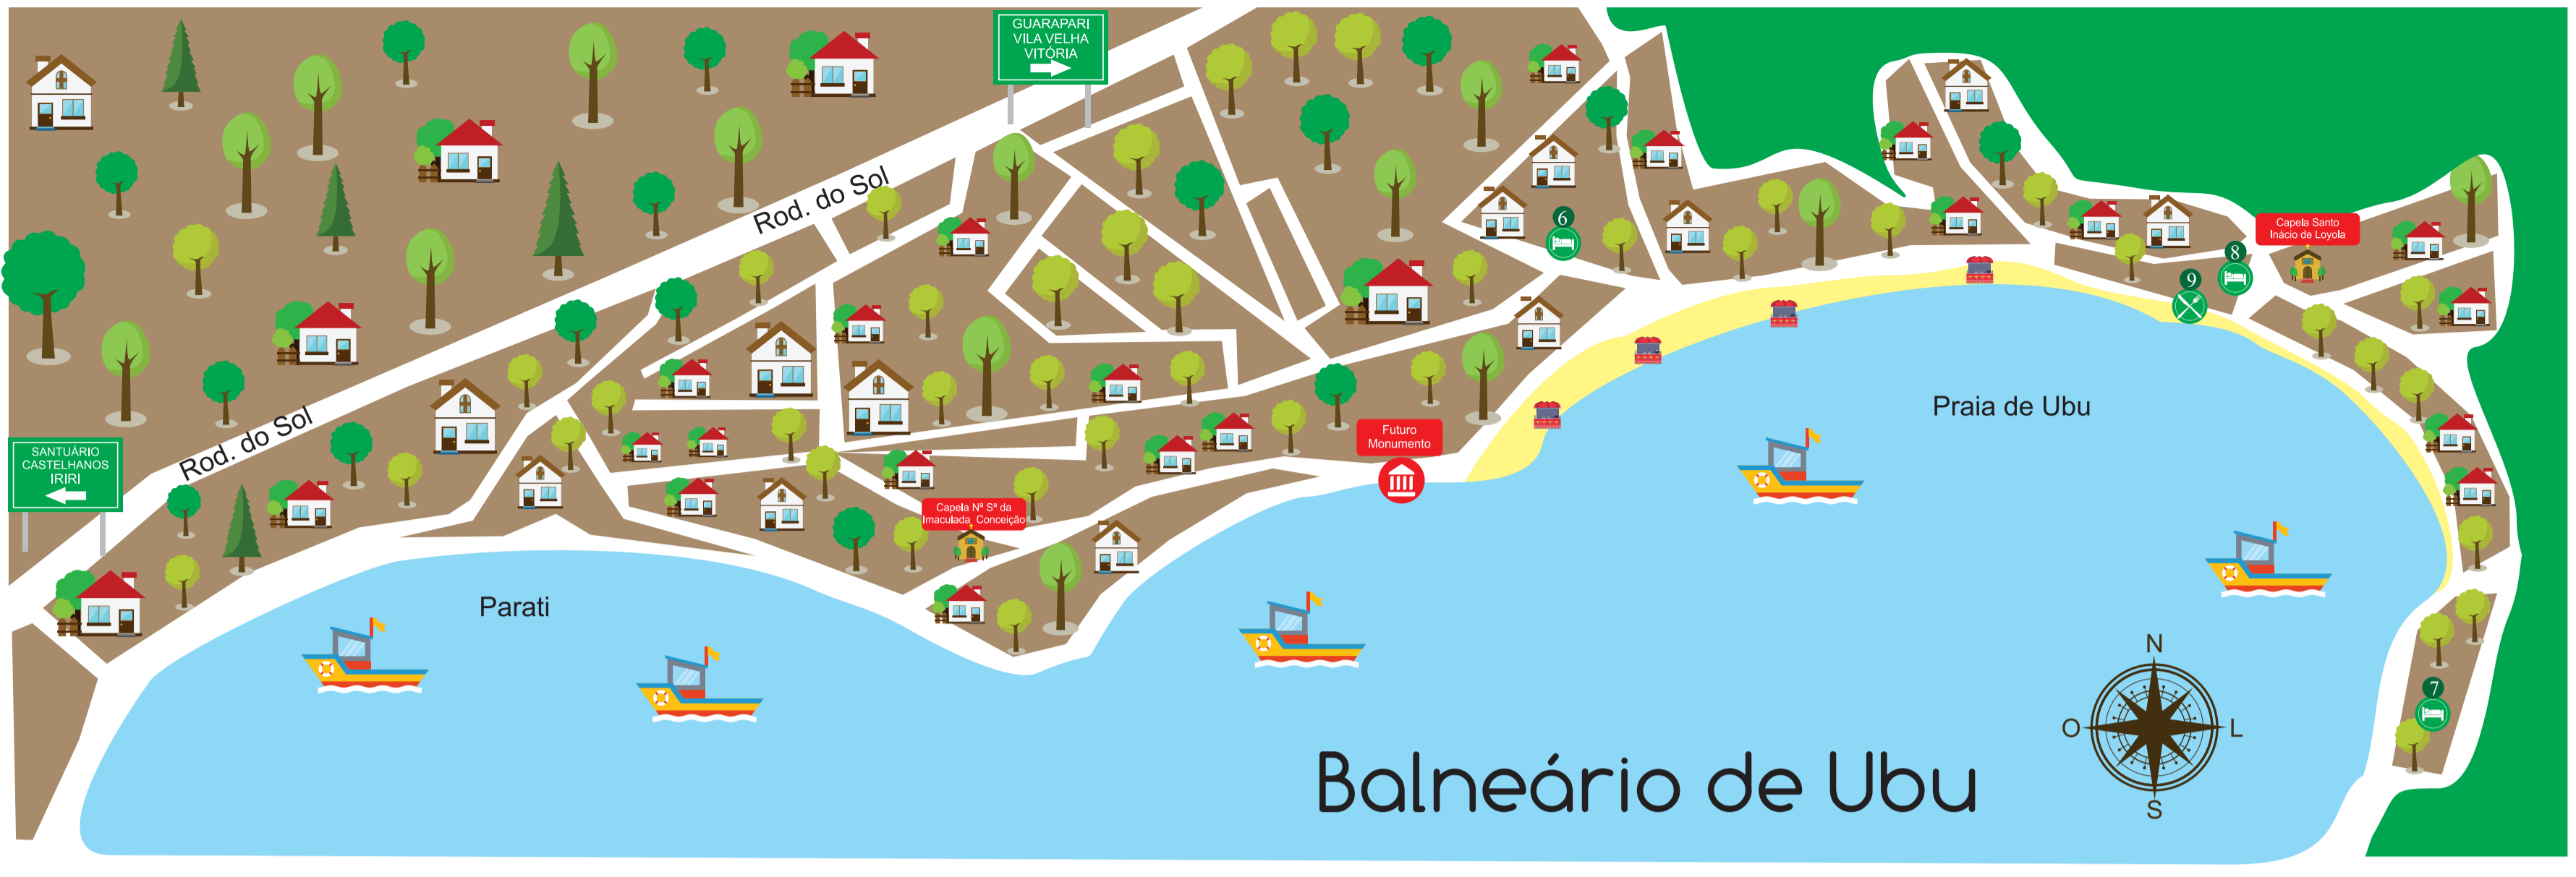 GUARAPARI
VILA VELHA
VITÓRIA
Rod. do Sol
6
Capela Santo
Inácio de Loyola
8
9
Rod. do Sol
Praia de Ubu
Futuro
Monumento
SANTUÁRIO
CASTELHANOS
IRIRI
Capela Nª Sª da
Imaculada Conceição
Parati
N
O
L
S
7
Balneário de Ubu